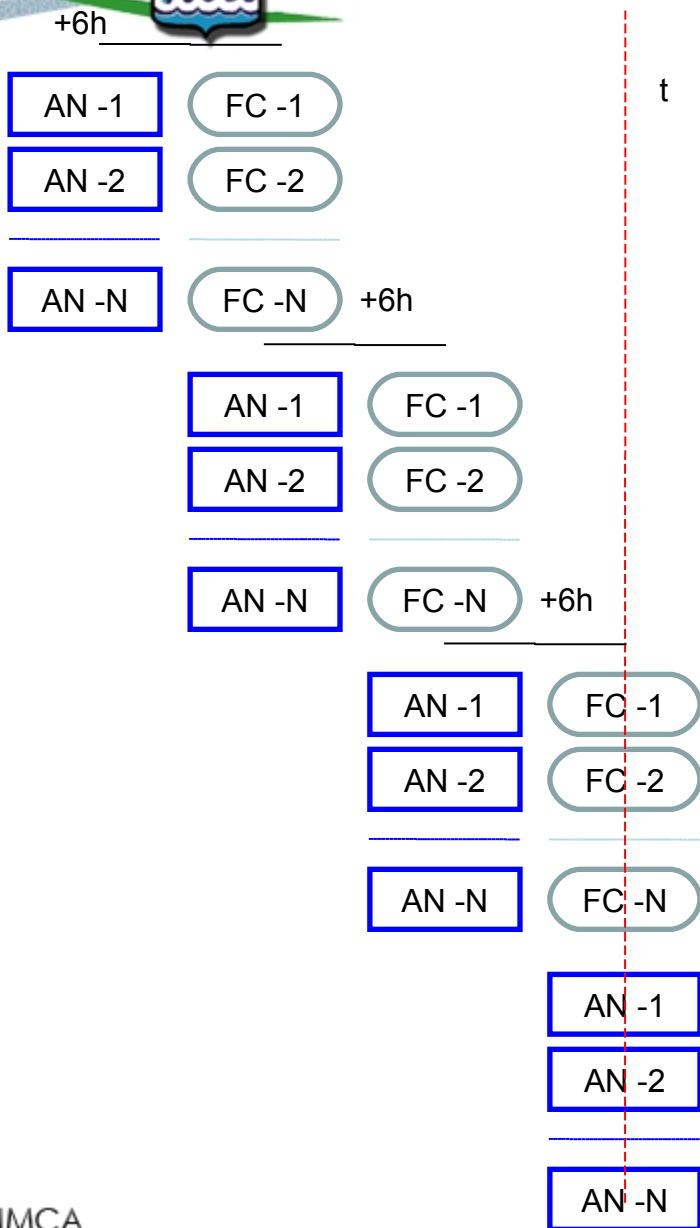 +6h
t
AN -1 FC -1
AN -2 FC -2
AN -N FC -N +6h
AN -1 FC -1
AN -2 FC -2
AN -N FC -N +6h
AN -1 FC -1
AN -2 FC -2
AN -N FC -N
AN -1
AN -2
AN -N
IMCA